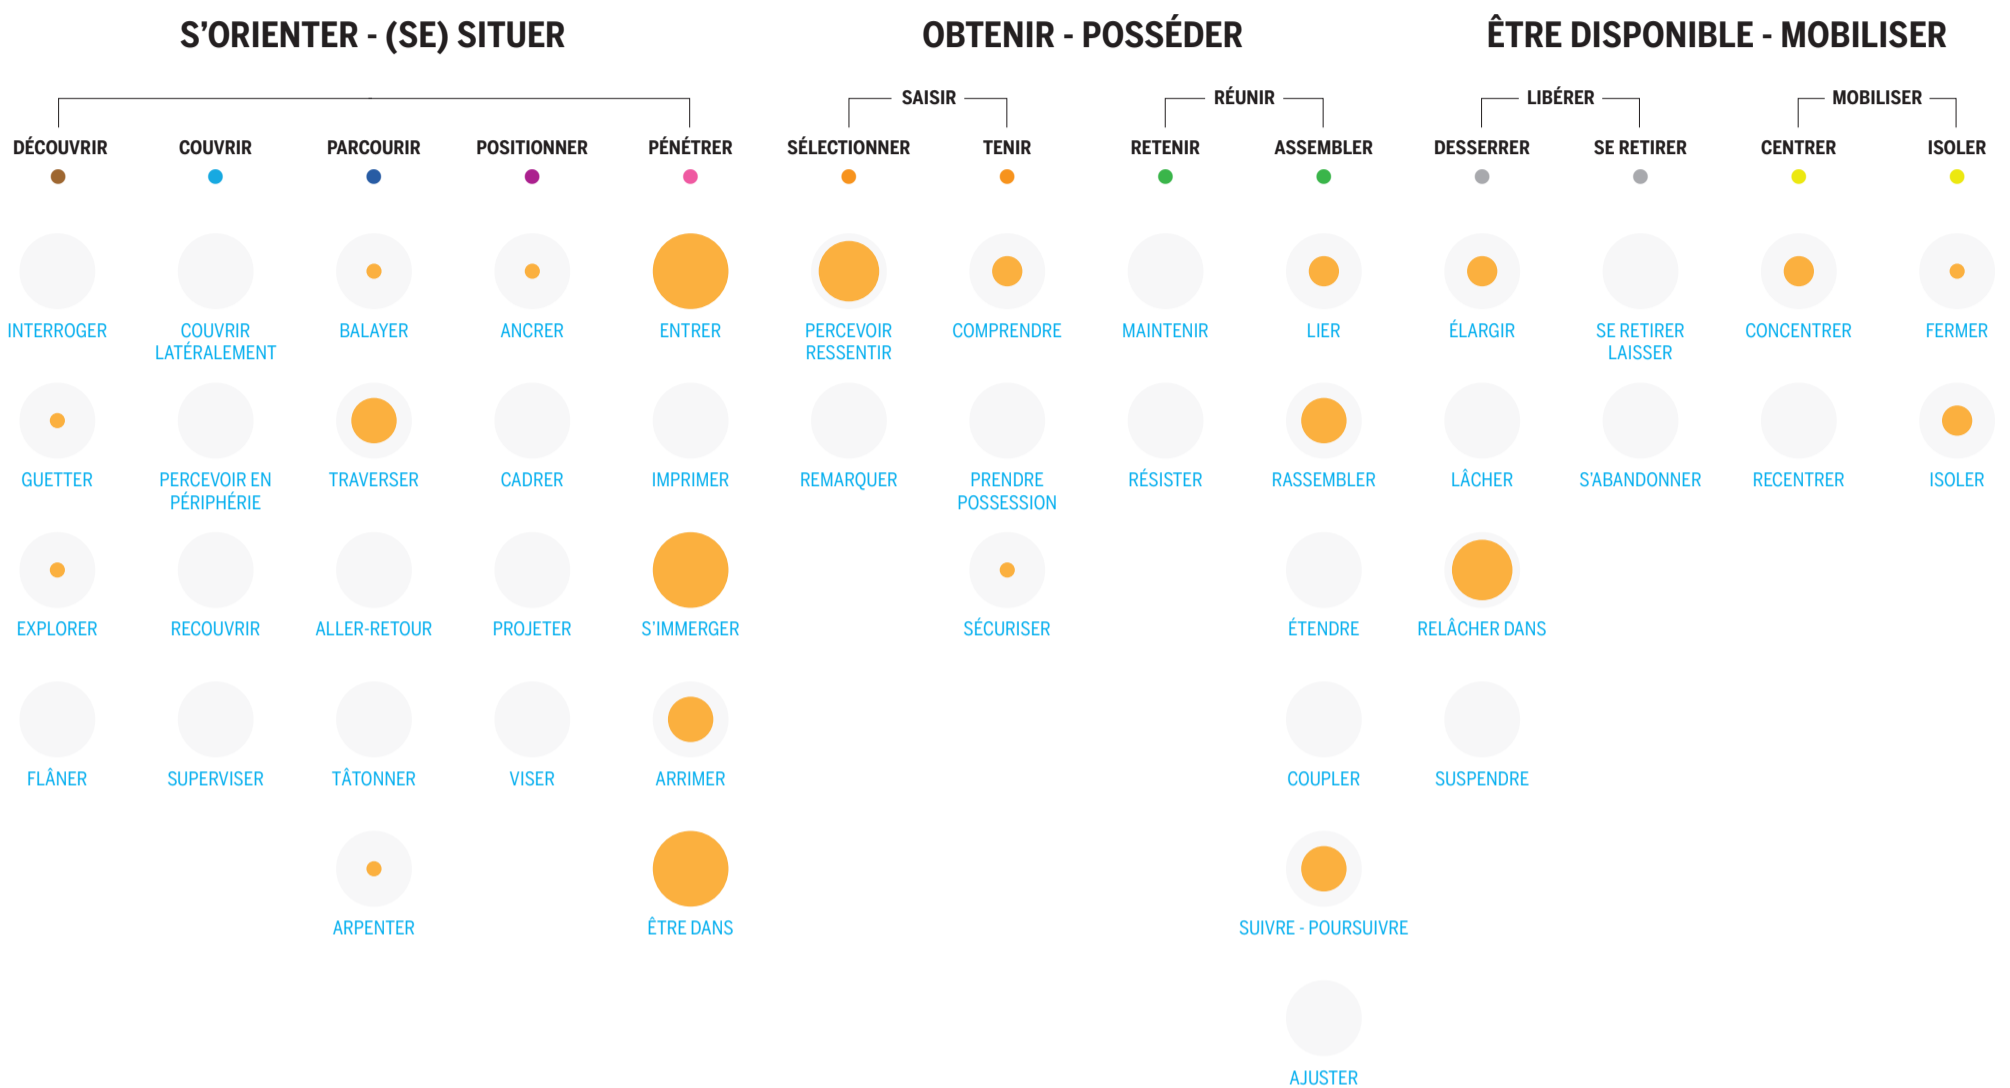 S’ORIENTER - (SE) SITUER
OBTENIR - POSSÉDER
ÊTRE DISPONIBLE - MOBILISER
SAISIR
RÉUNIR
LIBÉRER
MOBILISER
DÉCOUVRIR
COUVRIR
PARCOURIR
POSITIONNER
PÉNÉTRER
SÉLECTIONNER
TENIR
RETENIR
ASSEMBLER
DESSERRER
SE RETIRER
CENTRER
ISOLER
INTERROGER
COUVRIR
LATÉRALEMENT
BALAYER
ANCRER
ENTRER
PERCEVOIR
RESSENTIR
COMPRENDRE
MAINTENIR
LIER
ÉLARGIR
SE RETIRER
LAISSER
CONCENTRER
FERMER
GUETTER
PERCEVOIR EN
PÉRIPHÉRIE
TRAVERSER
CADRER
IMPRIMER
REMARQUER
PRENDRE
POSSESSION
RÉSISTER
RASSEMBLER
LÂCHER
S’ABANDONNER
RECENTRER
ISOLER
EXPLORER
RECOUVRIR
ALLER-RETOUR
PROJETER
S’IMMERGER
SÉCURISER
ÉTENDRE
RELÂCHER DANS
FLÂNER
SUPERVISER
TÂTONNER
VISER
ARRIMER
COUPLER
SUSPENDRE
ARPENTER
ÊTRE DANS
SUIVRE - POURSUIVRE
AJUSTER